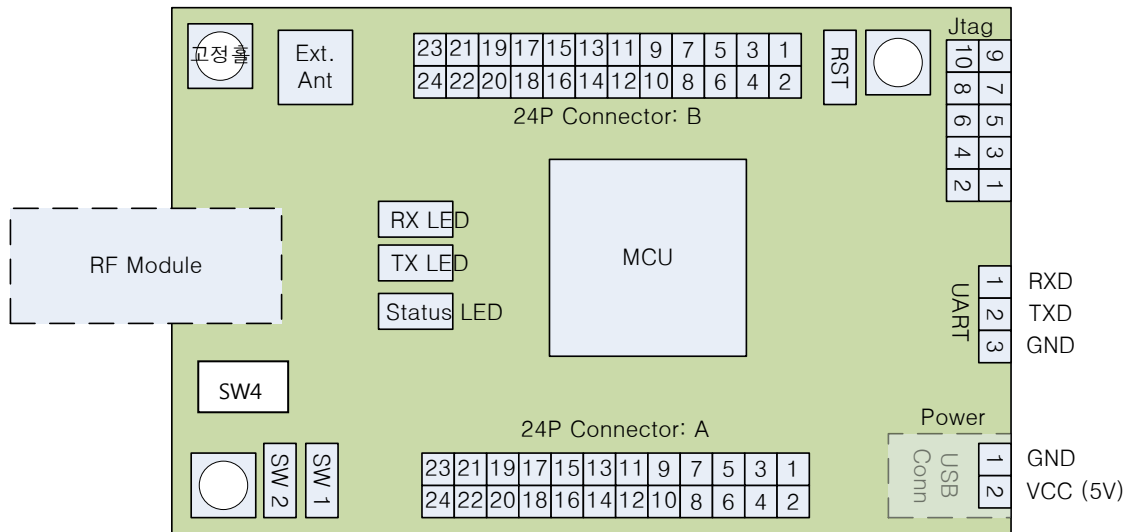 고정홀
Ext.
Ant
23 21 19 17 15 13 11 9 7 5 3 1
24 22 20 18 16 14 12 10 8 6 4 2
24P Connector: B
RST
Jtag
10 9
8 7
6 5
4 3
2 1
RX LED
TX LED
Status LED
RF Module
MCU
UART
1 RXD
2 TXD
3 GND
SW4
SW 2
SW 1
24P Connector: A
23 21 19 17 15 13 11 9 7 5 3 1
24 22 20 18 16 14 12 10 8 6 4 2
Power
USB
Conn
1 GND
2 VCC (5V)